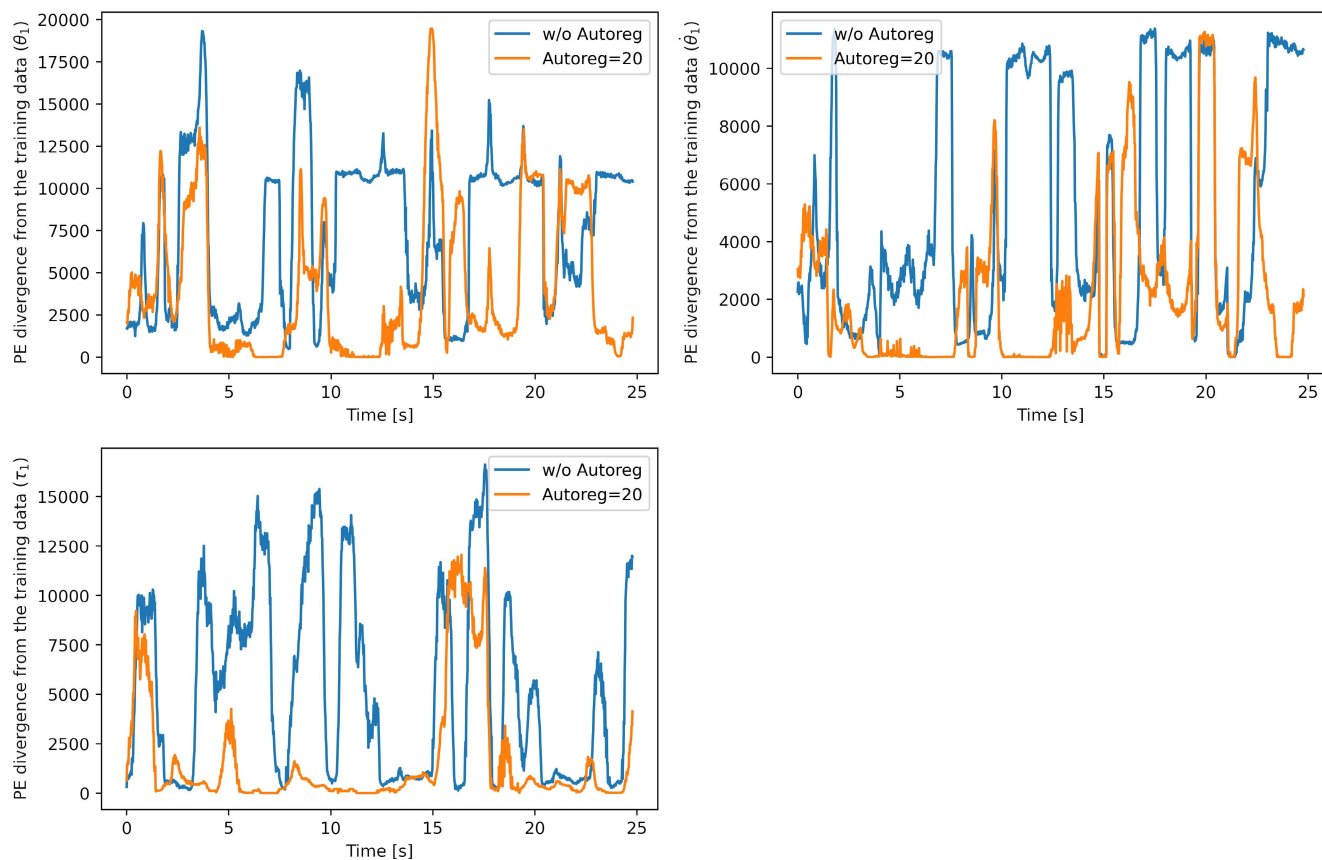 PE divergence from the training data (θ₁)
20000
17500
15000
12500
10000
7500
5000
2500
0
w/o Autoreg
Autoreg=20
0 5 10 15 20 25
Time [s]
PE divergence from the training data (θ̇₁)
10000
8000
6000
4000
2000
0
w/o Autoreg
Autoreg=20
0 5 10 15 20 25
Time [s]
PE divergence from the training data (τ₁)
15000
12500
10000
7500
5000
2500
0
w/o Autoreg
Autoreg=20
0 5 10 15 20 25
Time [s]